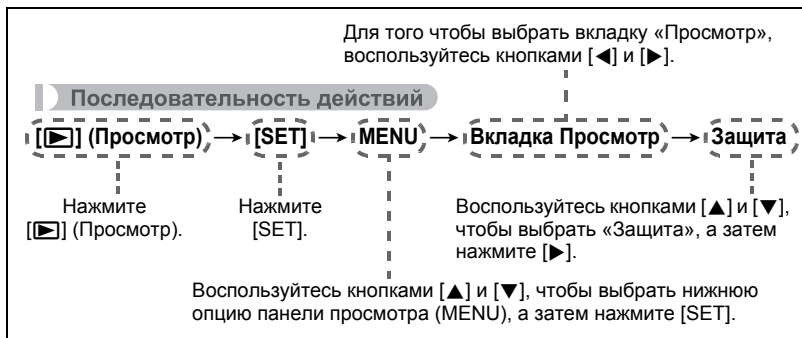 Для того чтобы выбрать вкладку «Просмотр»,
воспользуйтесь кнопками [◀] и [▶].
Последовательность действий
[▶] (Просмотр) → [SET] → MENU → Вкладка Просмотр → Защита
Нажмите
[▶] (Просмотр).
Нажмите
[SET].
Воспользуйтесь кнопками [▲] и [▼],
чтобы выбрать «Защита», а затем
нажмите [▶].
Воспользуйтесь кнопками [▲] и [▼], чтобы выбрать нижнюю
опцию панели просмотра (MENU), а затем нажмите [SET].